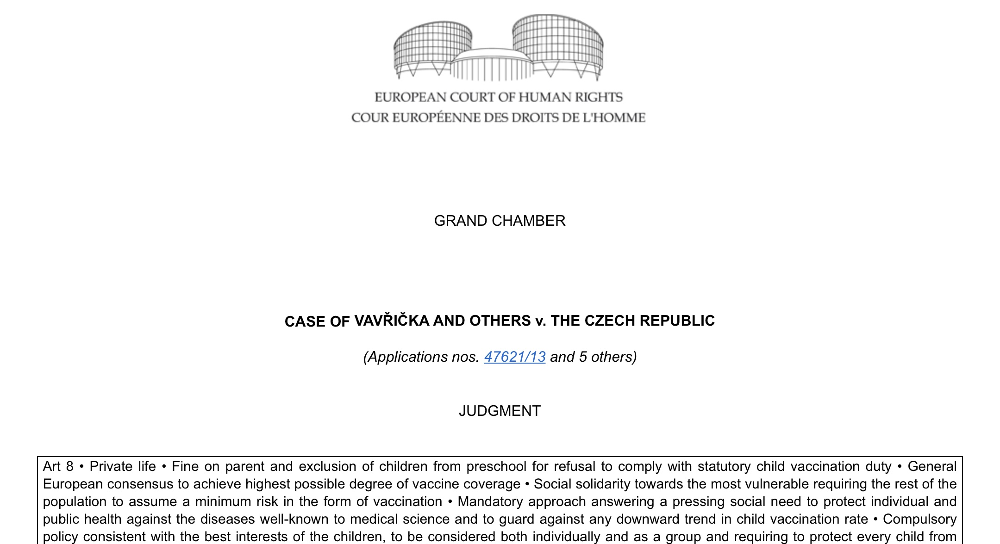 EUROPEAN COURT OF HUMAN RIGHTS
COUR EUROPÉENNE DES DROITS DE L'HOMME
GRAND CHAMBER
CASE OF VAVŘIČKA AND OTHERS v. THE CZECH REPUBLIC
(Applications nos. 47621/13 and 5 others)
JUDGMENT
Art 8 • Private life • Fine on parent and exclusion of children from preschool for refusal to comply with statutory child vaccination duty • General
European consensus to achieve highest possible degree of vaccine coverage • Social solidarity towards the most vulnerable requiring the rest of the
population to assume a minimum risk in the form of vaccination • Mandatory approach answering a pressing social need to protect individual and
public health against the diseases well-known to medical science and to guard against any downward trend in child vaccination rate • Compulsory
policy consistent with the best interests of the children, to be considered both individually and as a group and requiring to protect every child from